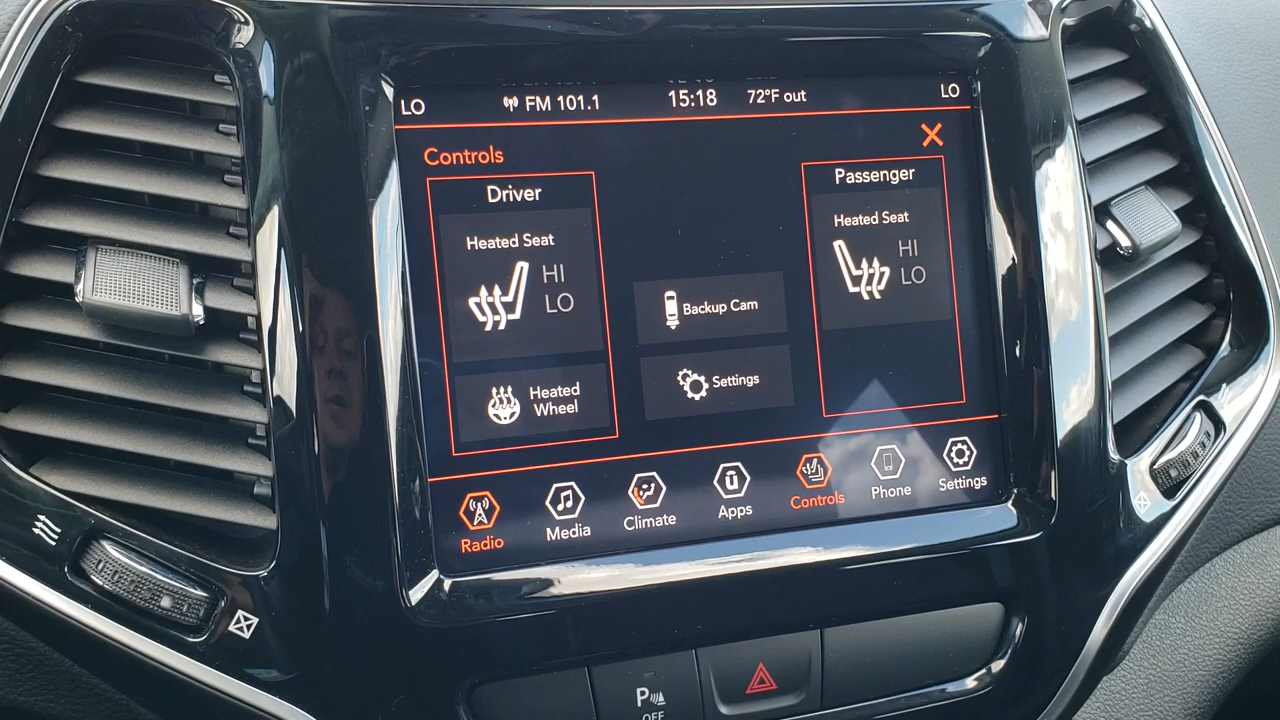 LO FM 101.1 15:18 72°F out LO
Controls
Driver
Heated Seat
HI
LO
Heated
Wheel
Backup Cam
Settings
Passenger
Heated Seat
HI
LO
Radio Media Climate Apps Controls Phone Settings
P
OFF